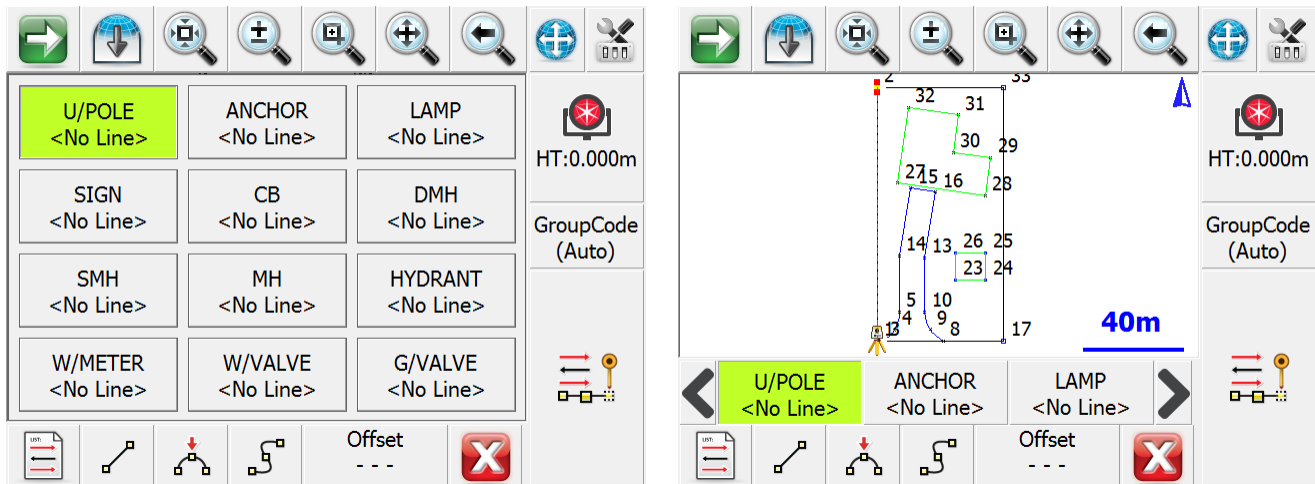 U/POLE
<No Line>
ANCHOR
<No Line>
LAMP
<No Line>
SIGN
<No Line>
CB
<No Line>
DMH
<No Line>
SMH
<No Line>
MH
<No Line>
HYDRANT
<No Line>
W/METER
<No Line>
W/VALVE
<No Line>
G/VALVE
<No Line>
HT:0.000m
GroupCode
(Auto)
LIST:
Offset
- - -
2
33
32
31
30
29
27
15
16
28
14
13
26
25
23
24
5
10
4
9
3
8
17
40m
HT:0.000m
GroupCode
(Auto)
U/POLE
<No Line>
ANCHOR
<No Line>
LAMP
<No Line>
LIST:
Offset
- - -